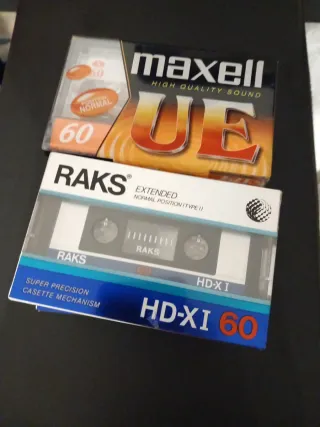 maxell
HIGH QUALITY SOUND
60
NORMAL
UE
60
RAKS®
EXTENDED
NORMAL POSITION (TYPE I)
RAKS
RAKS
HD-X I
SUPER PRECISION
CASETTE MECHANISM
HD-X I 60